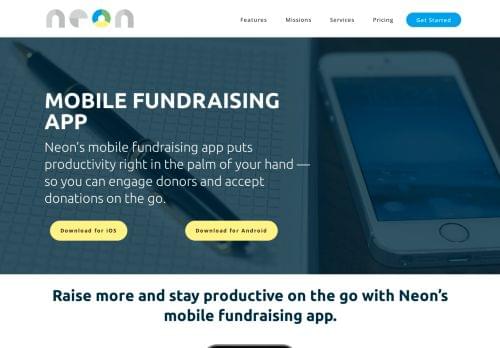 neon
Features Missions Services Pricing Get Started
MOBILE FUNDRAISING
APP
Neon's mobile fundraising app puts
productivity right in the palm of your hand —
so you can engage donors and accept
donations on the go.
Download for iOS Download for Android
Raise more and stay productive on the go with Neon's
mobile fundraising app.